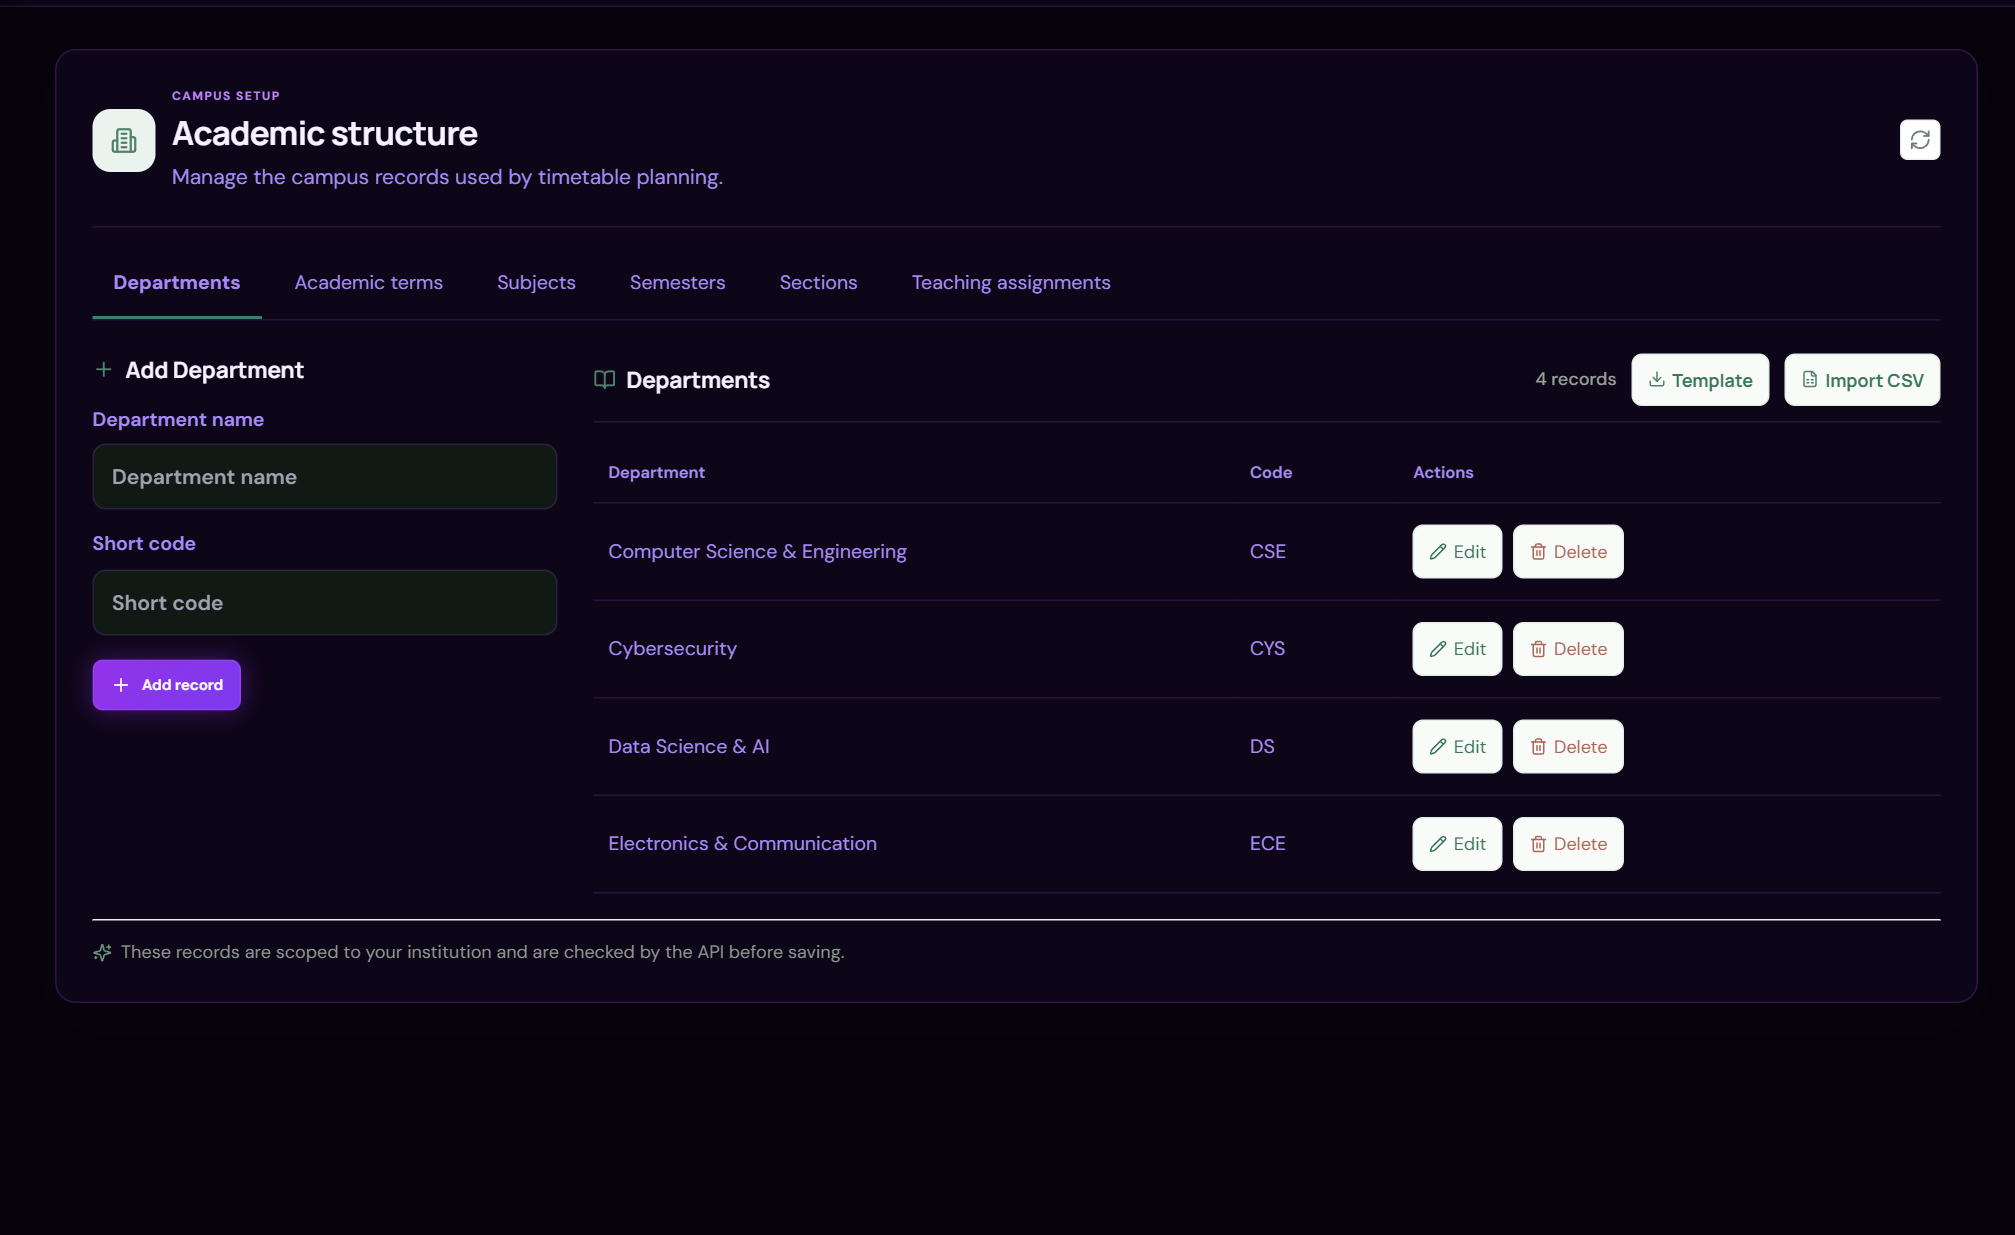 CAMPUS SETUP
Academic structure
Manage the campus records used by timetable planning.
Departments Academic terms Subjects Semesters Sections Teaching assignments
Add Department
Department name
Department name
Short code
Short code
Add record
Departments 4 records Template Import CSV
Department Code Actions
Computer Science & Engineering CSE Edit Delete
Cybersecurity CYS Edit Delete
Data Science & AI DS Edit Delete
Electronics & Communication ECE Edit Delete
These records are scoped to your institution and are checked by the API before saving.